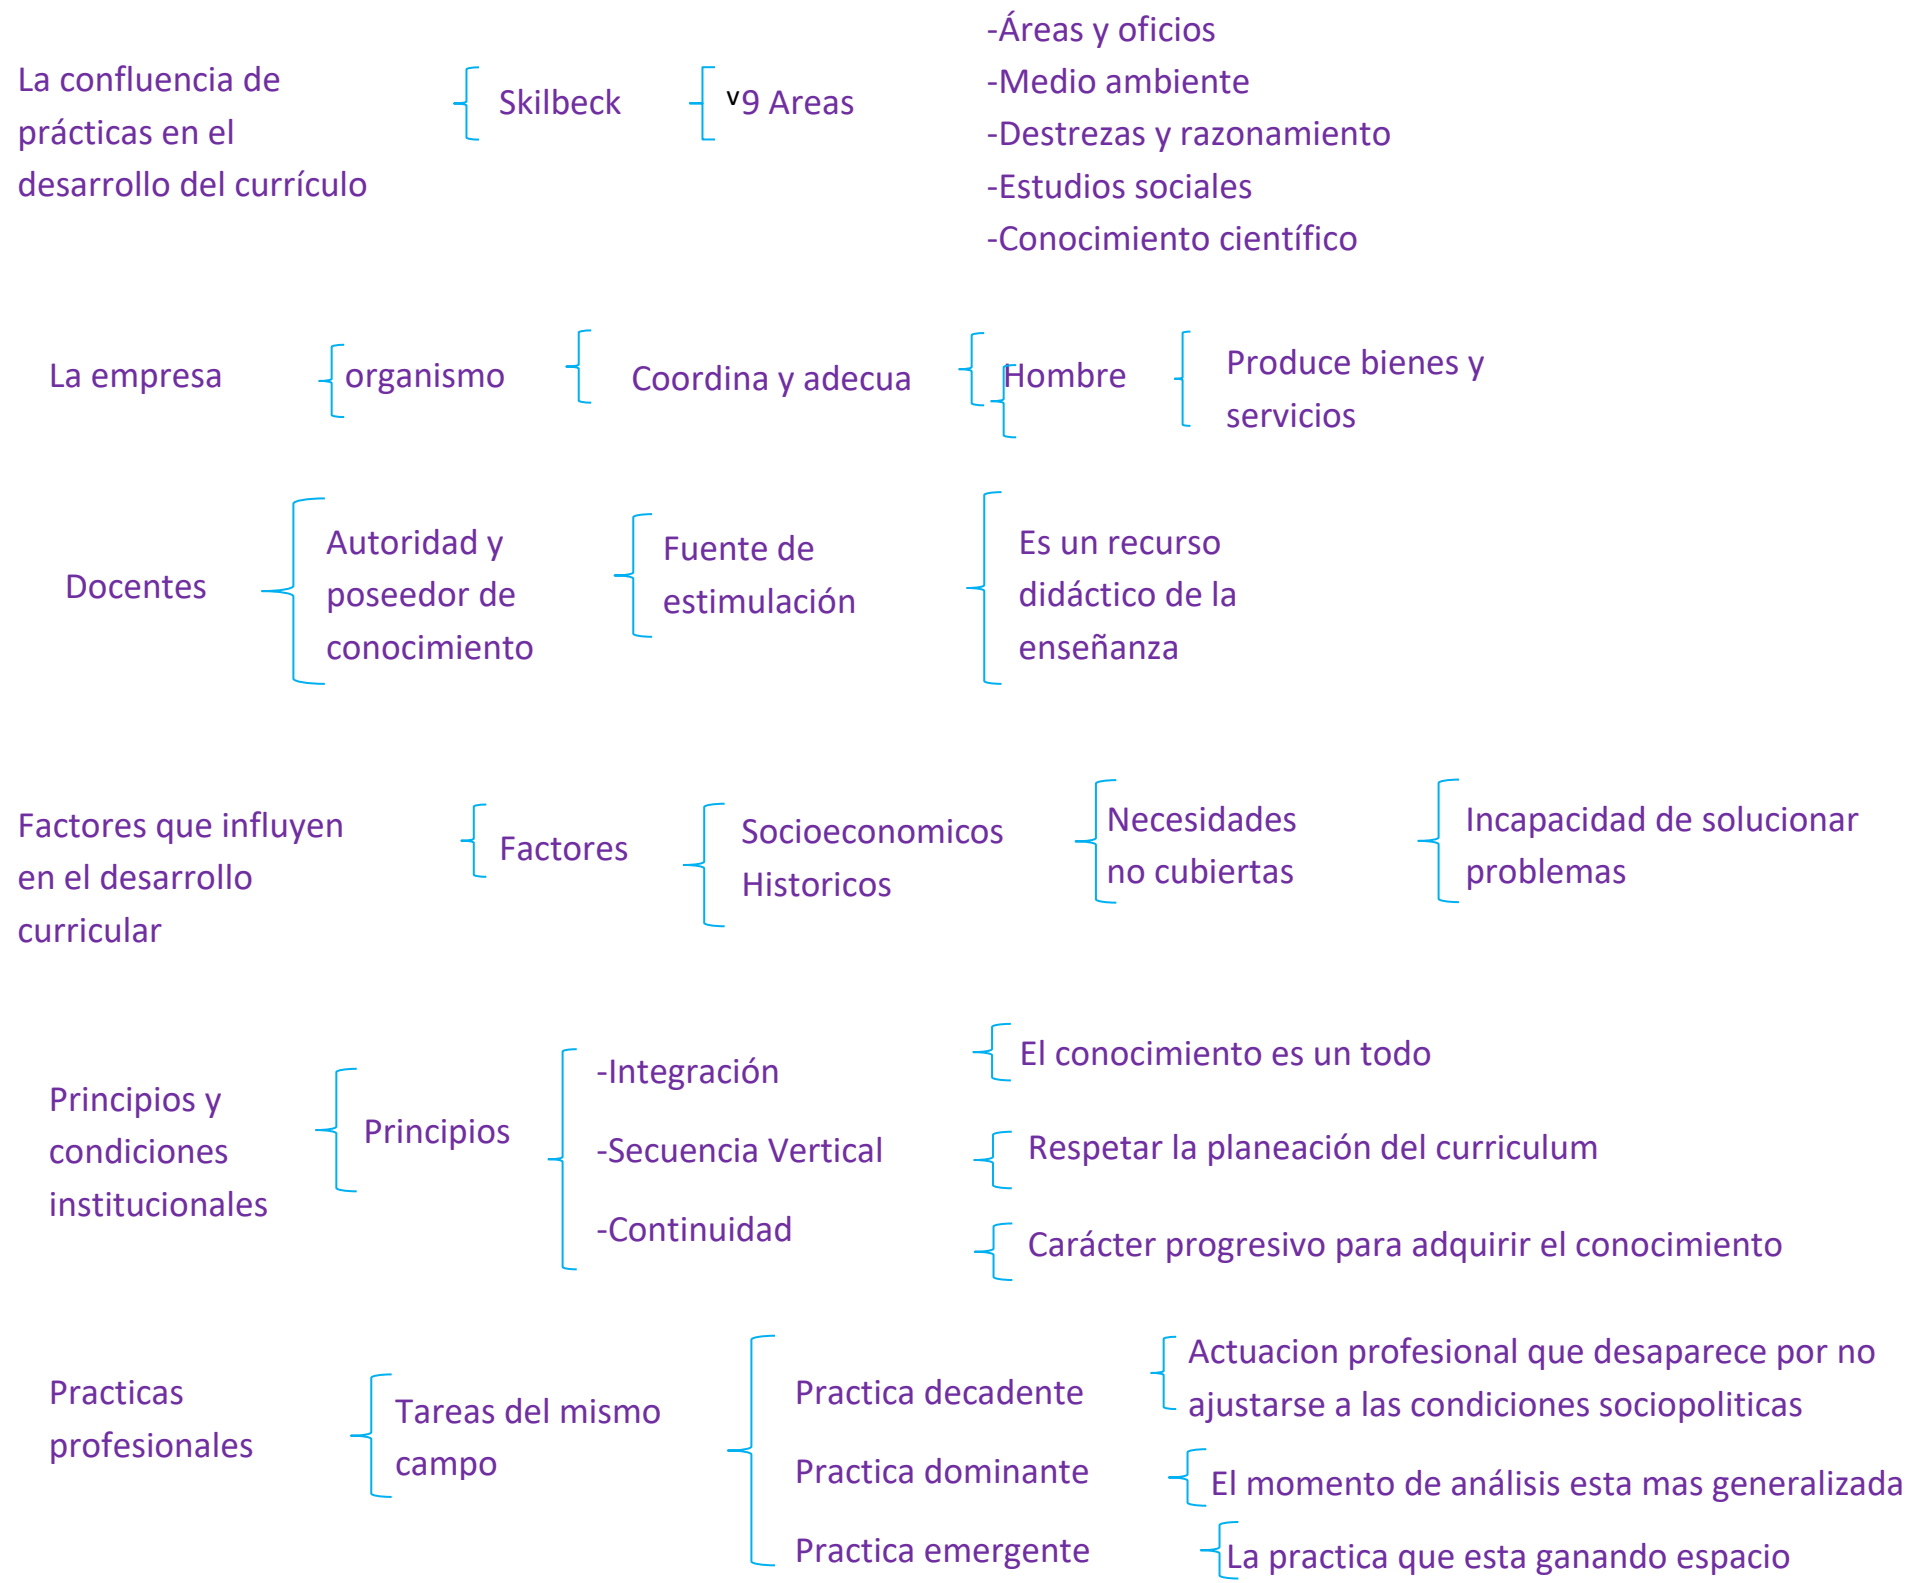 La confluencia de
prácticas en el
desarrollo del currículo
Skilbeck
v9 Areas
-Áreas y oficios
-Medio ambiente
-Destrezas y razonamiento
-Estudios sociales
-Conocimiento científico
La empresa
organismo
Coordina y adecua
Hombre
Produce bienes y
servicios
Docentes
Autoridad y
poseedor de
conocimiento
Fuente de
estimulación
Es un recurso
didáctico de la
enseñanza
Factores que influyen
en el desarrollo
curricular
Factores
Socioeconomicos
Historicos
Necesidades
no cubiertas
Incapacidad de solucionar
problemas
Principios y
condiciones
institucionales
Principios
-Integración
El conocimiento es un todo
-Secuencia Vertical
Respetar la planeación del curriculum
-Continuidad
Carácter progresivo para adquirir el conocimiento
Practicas
profesionales
Tareas del mismo
campo
Practica decadente
Actuacion profesional que desaparece por no
ajustarse a las condiciones sociopoliticas
Practica dominante
El momento de análisis esta mas generalizada
Practica emergente
La practica que esta ganando espacio